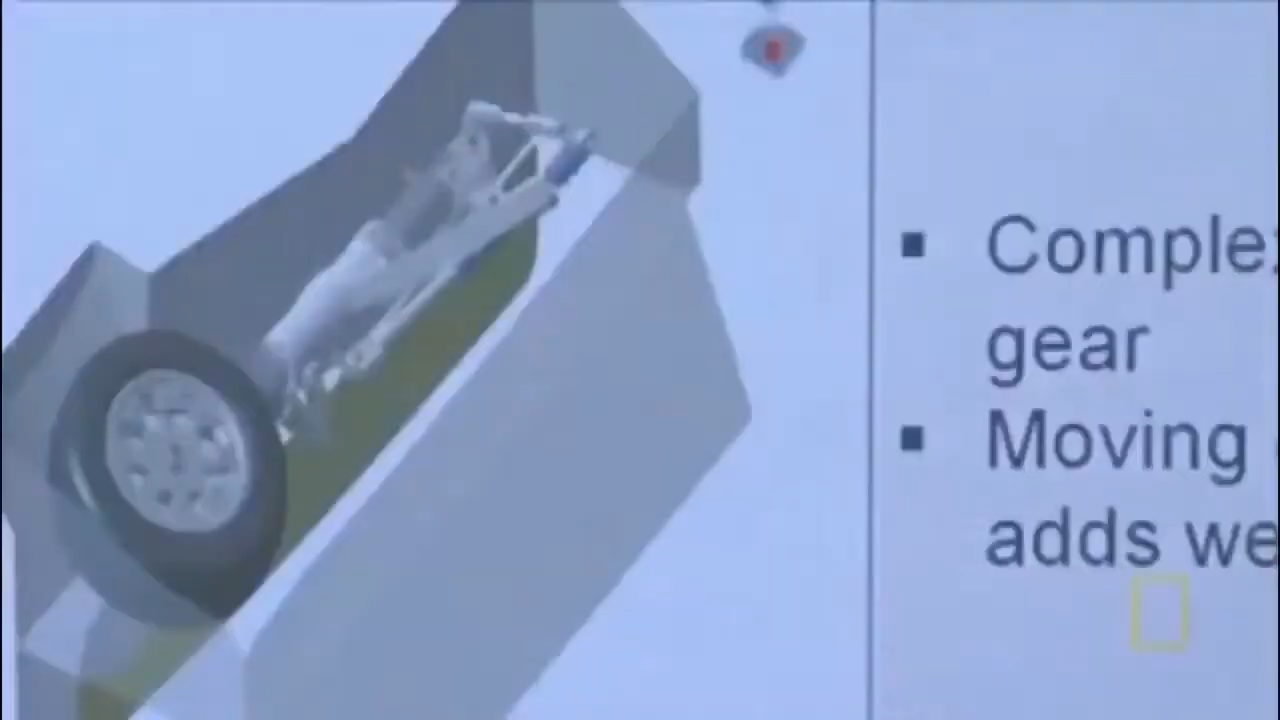 ▪ Comple
gear
▪ Moving
adds we